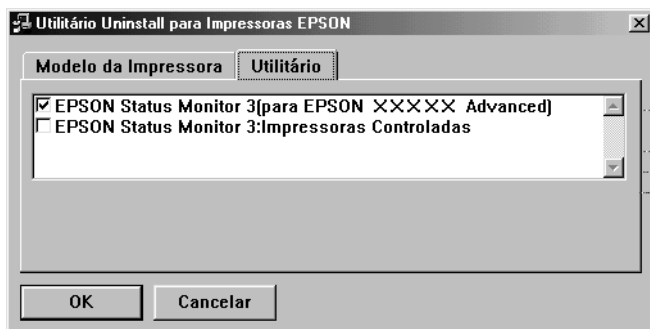 Utilitário Uninstall para Impressoras EPSON
Modelo da Impressora
Utilitário
EPSON Status Monitor 3(para EPSON XXXXX Advanced)
EPSON Status Monitor 3:Impressoras Controladas
OK
Cancelar